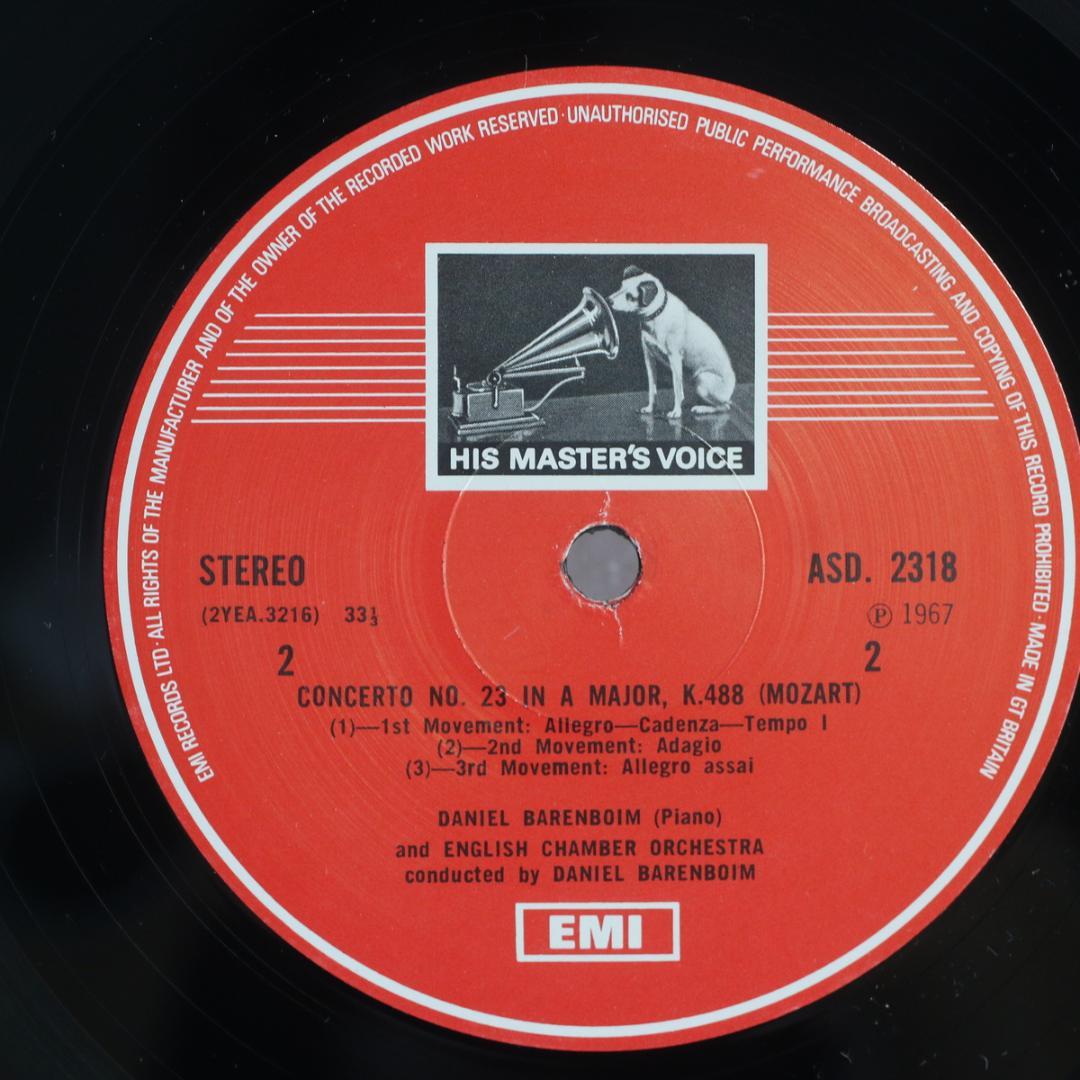 EMI RECORDS LTD · ALL RIGHTS OF THE MANUFACTURER AND OF THE OWNER OF THE RECORDED WORK RESERVED · UNAUTHORISED PUBLIC PERFORMANCE BROADCASTING AND COPYING OF THIS RECORD PROHIBITED · MADE IN GT BRITAIN
HIS MASTER'S VOICE
STEREO
ASD. 2318
(2YEA.3216) 33⅓
℗ 1967
2
2
CONCERTO NO. 23 IN A MAJOR, K.488 (MOZART)
(1)—1st Movement: Allegro—Cadenza—Tempo I
(2)—2nd Movement: Adagio
(3)—3rd Movement: Allegro assai
DANIEL BARENBOIM (Piano)
and ENGLISH CHAMBER ORCHESTRA
conducted by DANIEL BARENBOIM
EMI